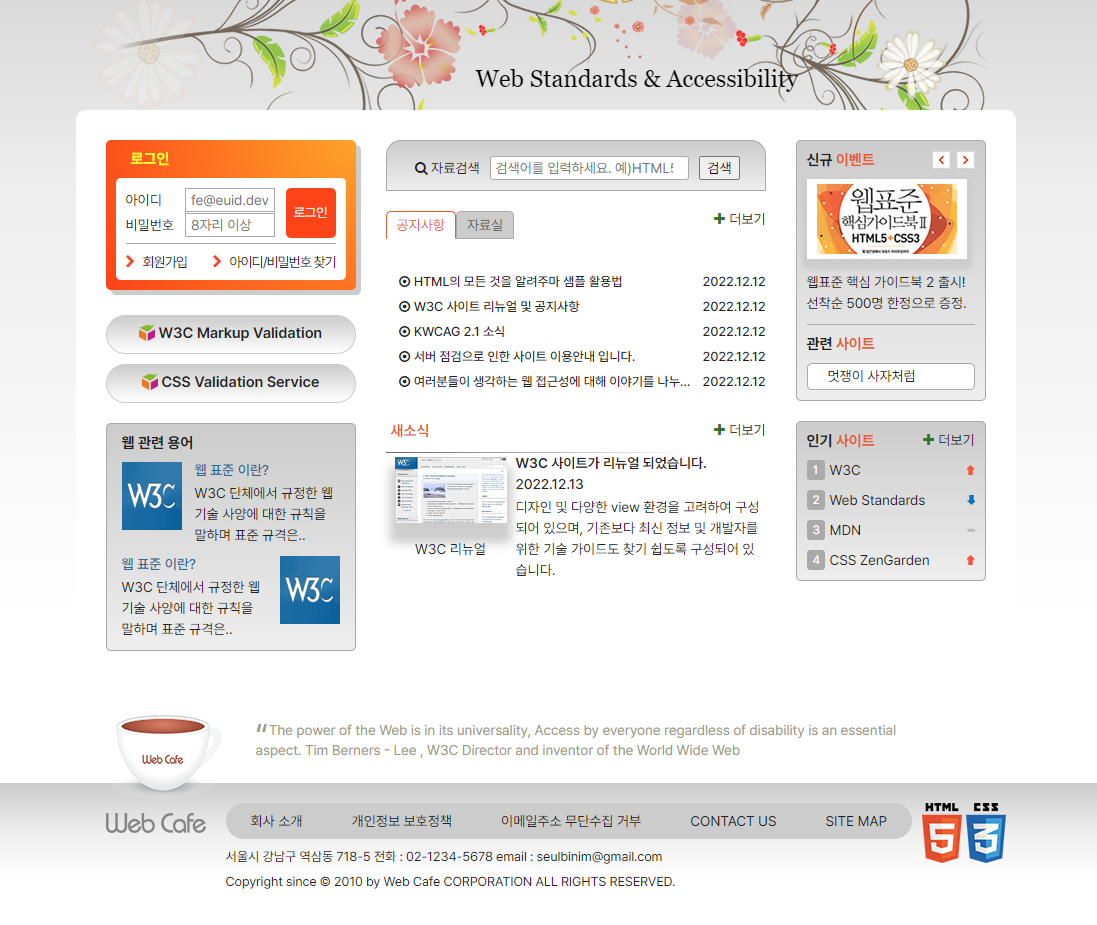 Web Standards & Accessibility
로그인
아이디 fe@euid.dev
비밀번호 8자리 이상
로그인
회원가입 아이디/비밀번호 찾기
W3C Markup Validation
CSS Validation Service
웹 관련 용어
W3C
웹 표준 이란?
W3C 단체에서 규정한 웹
기술 사양에 대한 규칙을
말하며 표준 규격은..
웹 표준 이란?
W3C 단체에서 규정한 웹
기술 사양에 대한 규칙을
말하며 표준 규격은..
W3C
자료검색 검색어를 입력하세요. 예)HTML5 검색
공지사항 자료실 더보기
HTML의 모든 것을 알려주마 샘플 활용법 2022.12.12
W3C 사이트 리뉴얼 및 공지사항 2022.12.12
KWCAG 2.1 소식 2022.12.12
서버 점검으로 인한 사이트 이용안내 입니다. 2022.12.12
여러분들이 생각하는 웹 접근성에 대해 이야기를 나누... 2022.12.12
새소식 더보기
W3C 리뉴얼
W3C 사이트가 리뉴얼 되었습니다.
2022.12.13
디자인 및 다양한 view 환경을 고려하여 구성
되어 있으며, 기존보다 최신 정보 및 개발자를
위한 기술 가이드도 찾기 쉽도록 구성되어 있
습니다.
신규 이벤트
웹표준
핵심가이드북II
HTML5+CSS3
웹표준 핵심 가이드북 2 출시!
선착순 500명 한정으로 증정.
관련 사이트
멋쟁이 사자처럼
인기 사이트 더보기
1 W3C
2 Web Standards
3 MDN
4 CSS ZenGarden
Web Cafe
“The power of the Web is in its universality, Access by everyone regardless of disability is an essential
aspect. Tim Berners - Lee , W3C Director and inventor of the World Wide Web
Web Cafe
회사 소개 개인정보 보호정책 이메일주소 무단수집 거부 CONTACT US SITE MAP
HTML 5 CSS 3
서울시 강남구 역삼동 718-5 전화 : 02-1234-5678 email : seulbinim@gmail.com
Copyright since © 2010 by Web Cafe CORPORATION ALL RIGHTS RESERVED.